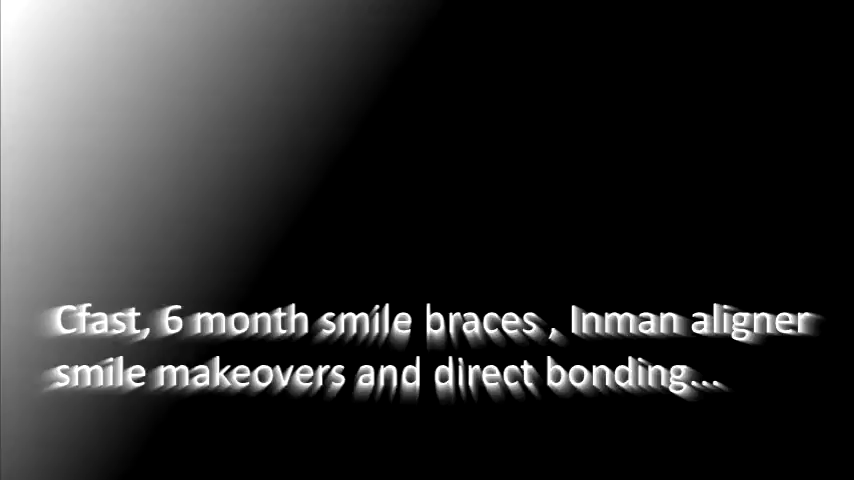 Cfast, 6 month smile braces , Inman aligner
smile makeovers and direct bonding...